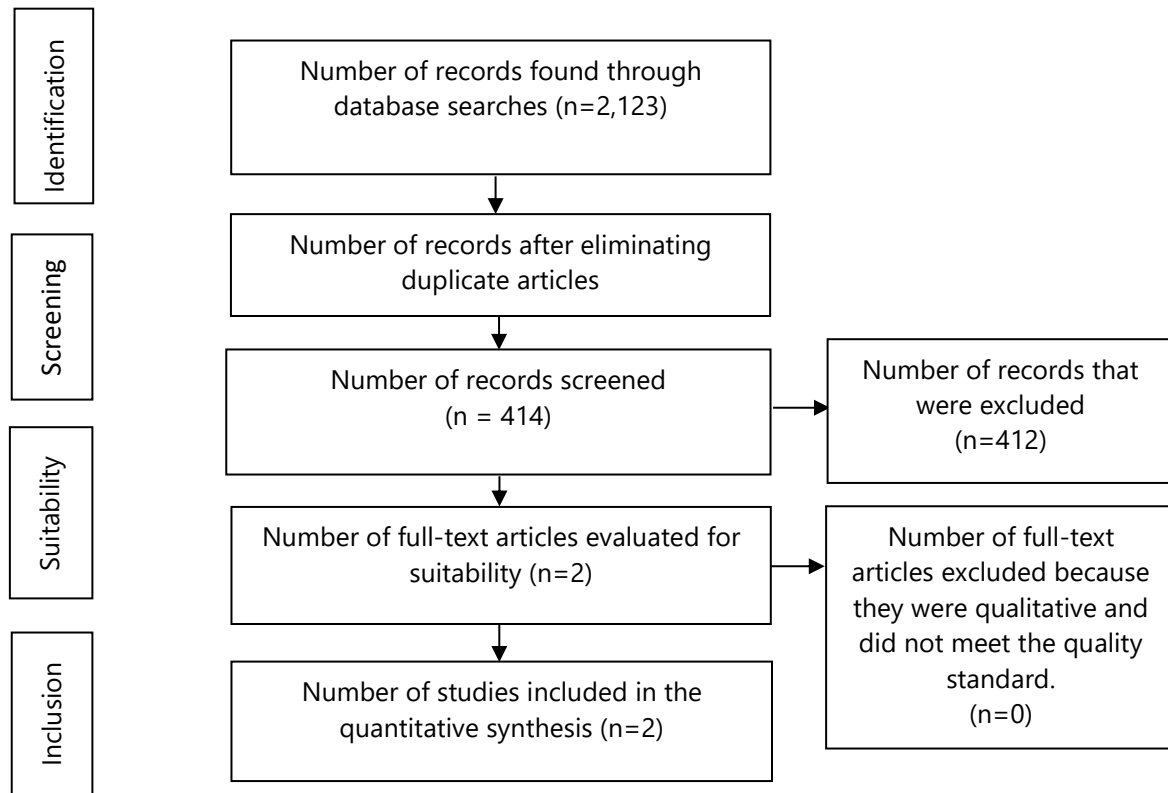 Identification
Number of records found through
database searches (n=2,123)
Screening
Number of records after eliminating
duplicate articles
Number of records screened
(n = 414)
Number of records that
were excluded
(n=412)
Suitability
Number of full-text articles evaluated for
suitability (n=2)
Number of full-text
articles excluded because
they were qualitative and
did not meet the quality
standard.
(n=0)
Inclusion
Number of studies included in the
quantitative synthesis (n=2)